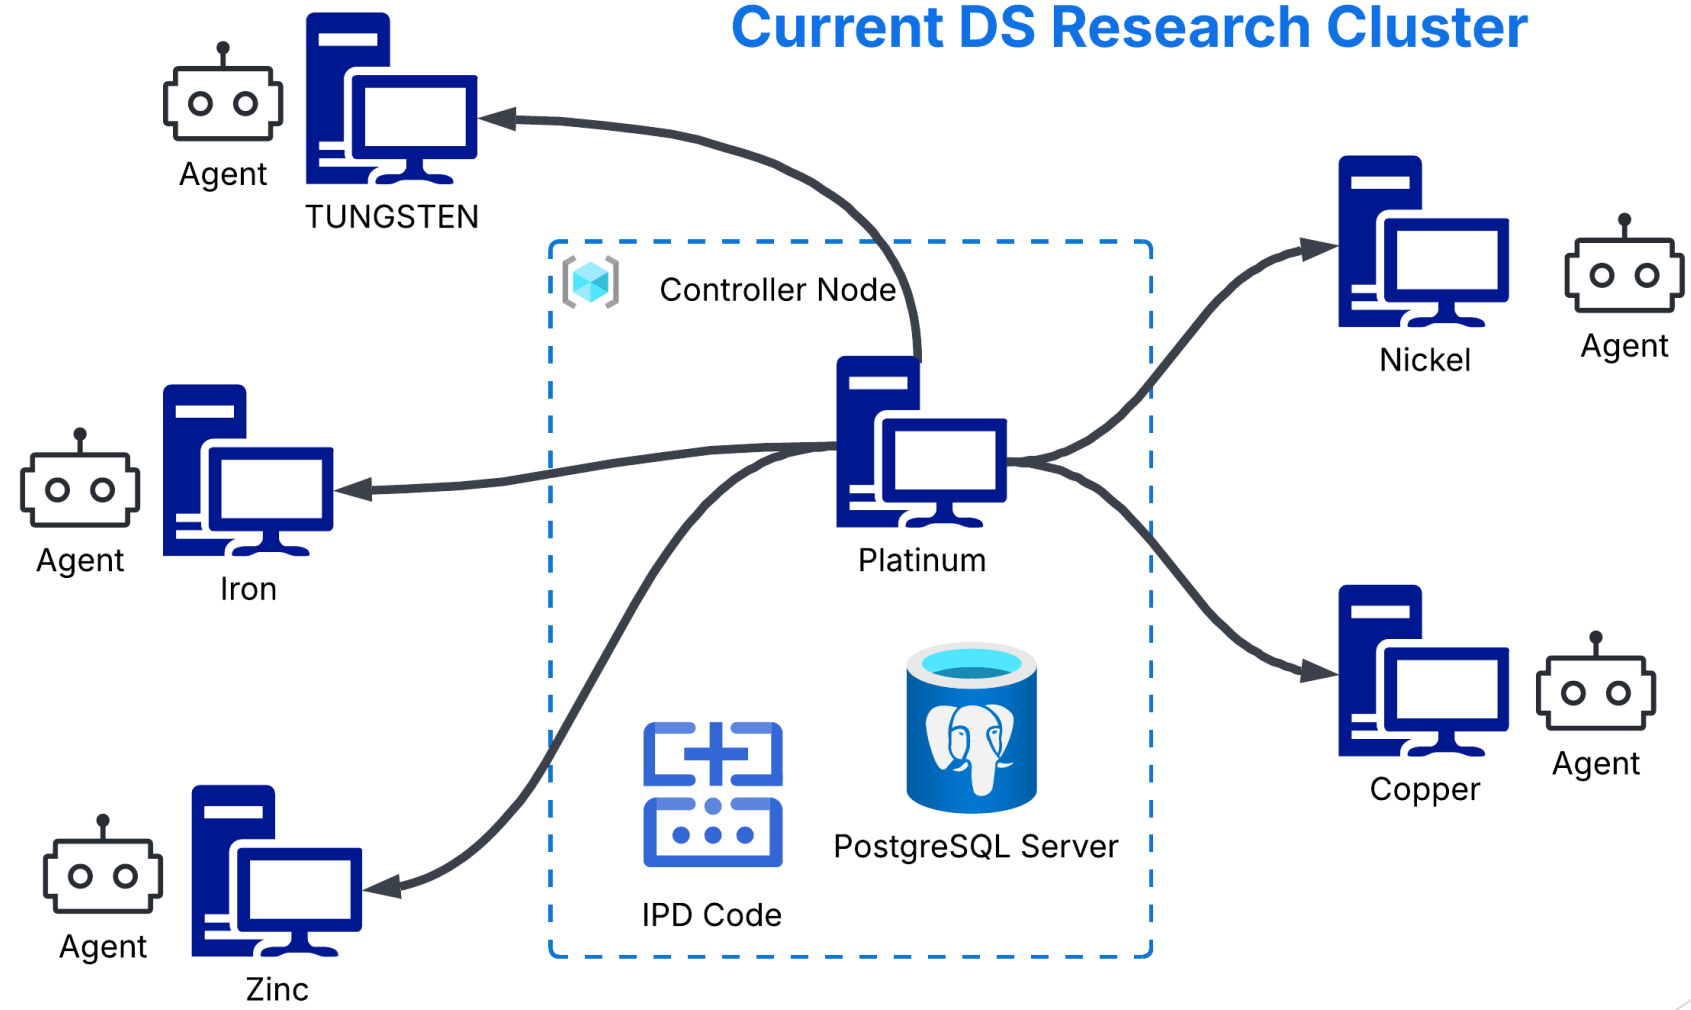 Current DS Research Cluster
Agent
TUNGSTEN
Controller Node
Nickel
Agent
Agent
Iron
Platinum
Copper
Agent
PostgreSQL Server
IPD Code
Agent
Zinc